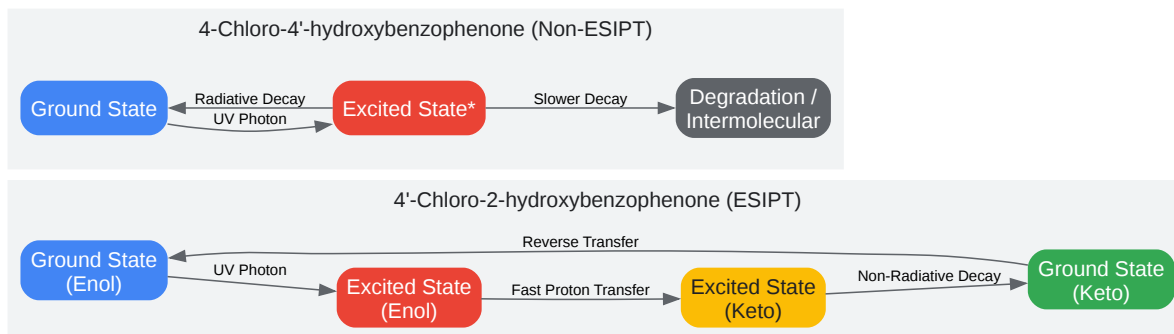 4-Chloro-4'-hydroxybenzophenone (Non-ESIPT)
Ground State
Radiative Decay
UV Photon
Excited State*
Slower Decay
Degradation /
Intermolecular
4'-Chloro-2-hydroxybenzophenone (ESIPT)
Reverse Transfer
Ground State
(Enol)
UV Photon
Excited State
(Enol)
Fast Proton Transfer
Excited State
(Keto)
Non-Radiative Decay
Ground State
(Keto)